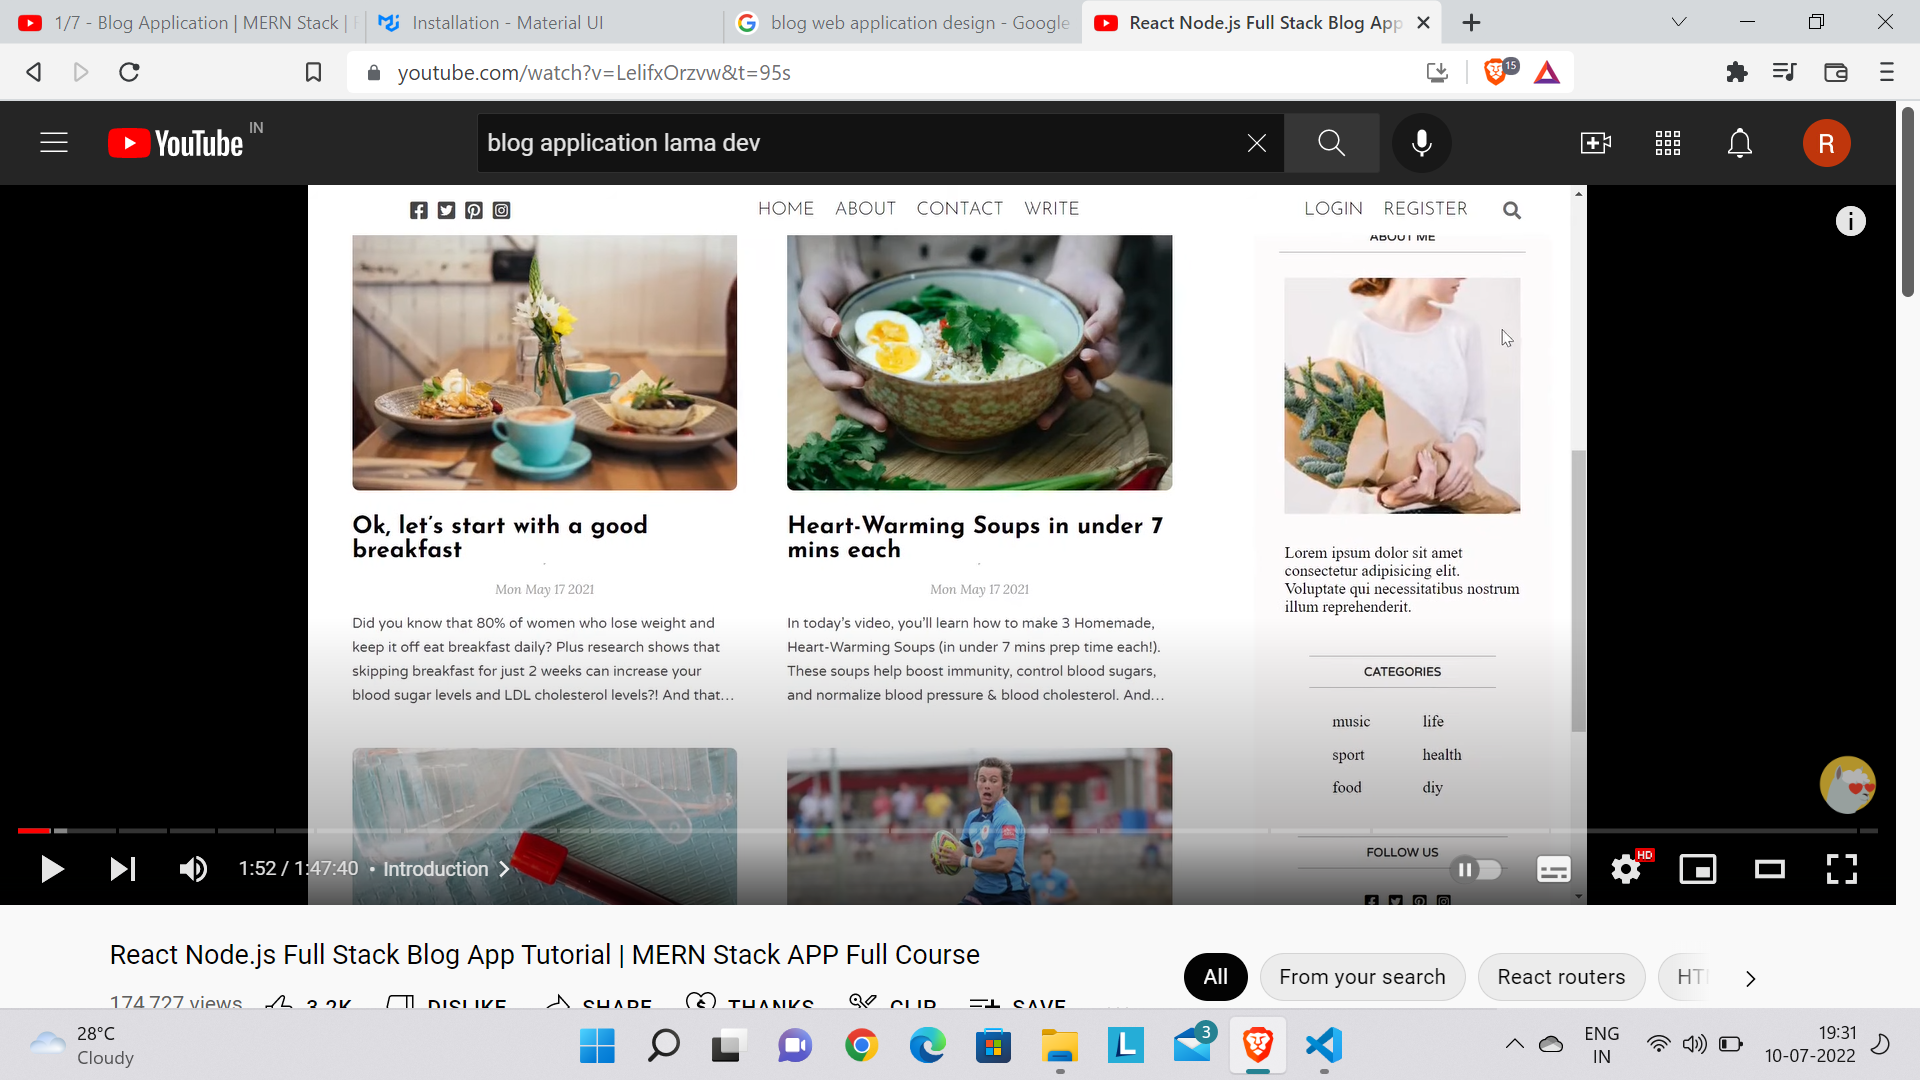 1/7 - Blog Application | MERN Stack |
Installation - Material UI
blog web application design - Google
React Node.js Full Stack Blog App
youtube.com/watch?v=LelifxOrzvw&t=95s
15
YouTube IN
blog application lama dev
R
HOME ABOUT CONTACT WRITE
LOGIN REGISTER
ABOUT ME
Ok, let's start with a good
breakfast
Mon May 17 2021
Did you know that 80% of women who lose weight and
keep it off eat breakfast daily? Plus research shows that
skipping breakfast for just 2 weeks can increase your
blood sugar levels and LDL cholesterol levels?! And that...
Heart-Warming Soups in under 7
mins each
Mon May 17 2021
In today's video, you'll learn how to make 3 Homemade,
Heart-Warming Soups (in under 7 mins prep time each!).
These soups help boost immunity, control blood sugars,
and normalize blood pressure & blood cholesterol. And...
Lorem ipsum dolor sit amet
consectetur adipisicing elit.
Voluptate qui necessitatibus nostrum
illum reprehenderit.
CATEGORIES
music life
sport health
food diy
FOLLOW US
1:52 / 1:47:40 • Introduction
HD
React Node.js Full Stack Blog App Tutorial | MERN Stack APP Full Course
174,727 views 3.2K DISLIKE SHARE THANKS CLIP SAVE
All From your search React routers
28°C
Cloudy
3
ENG
IN
19:31
10-07-2022